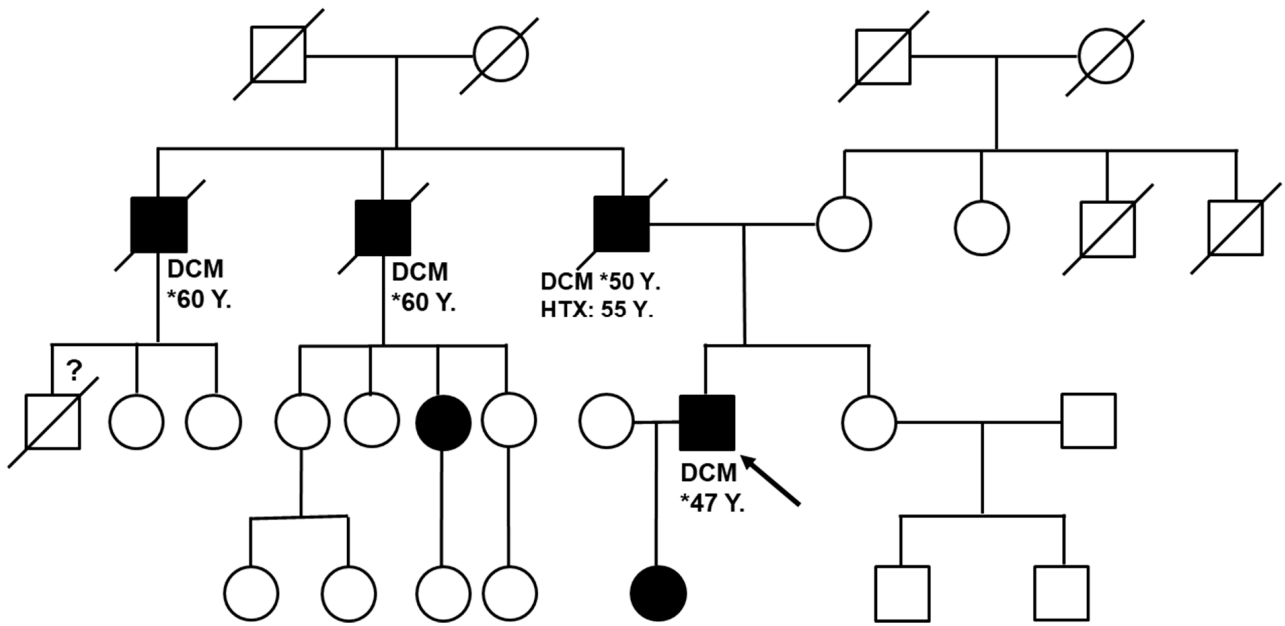 DCM
*60 Y.
DCM
*60 Y.
DCM *50 Y.
HTX: 55 Y.
?
DCM
*47 Y.